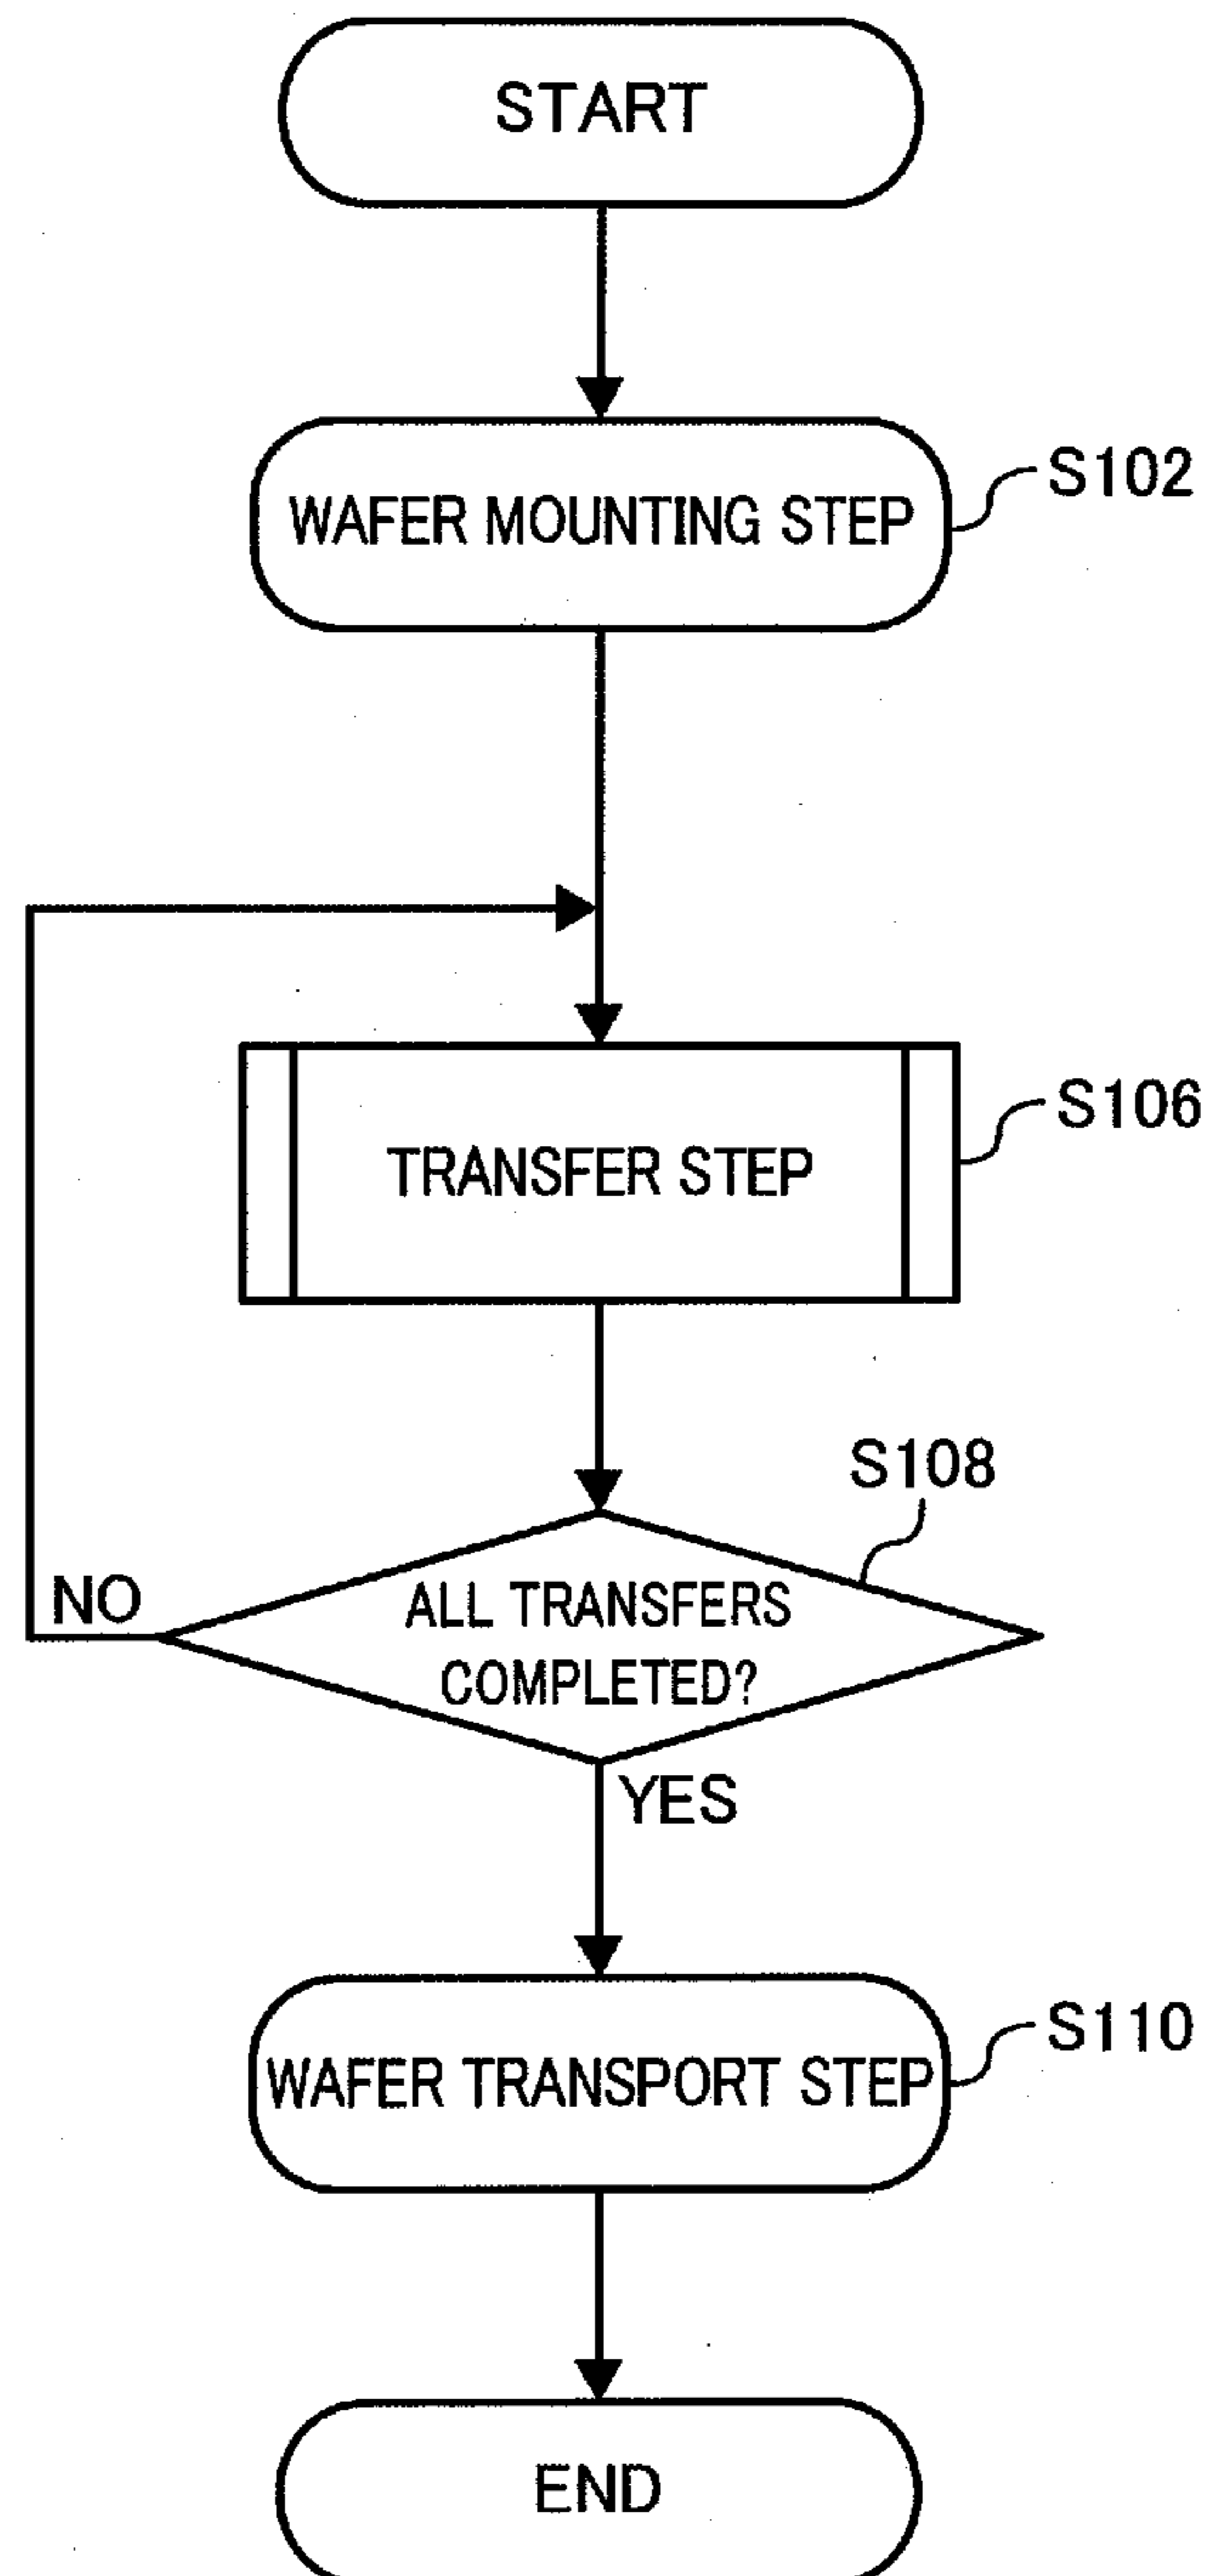 START
WAFER MOUNTING STEP
S102
TRANSFER STEP
S106
S108
ALL TRANSFERS
COMPLETED?
NO
YES
WAFER TRANSPORT STEP
S110
END